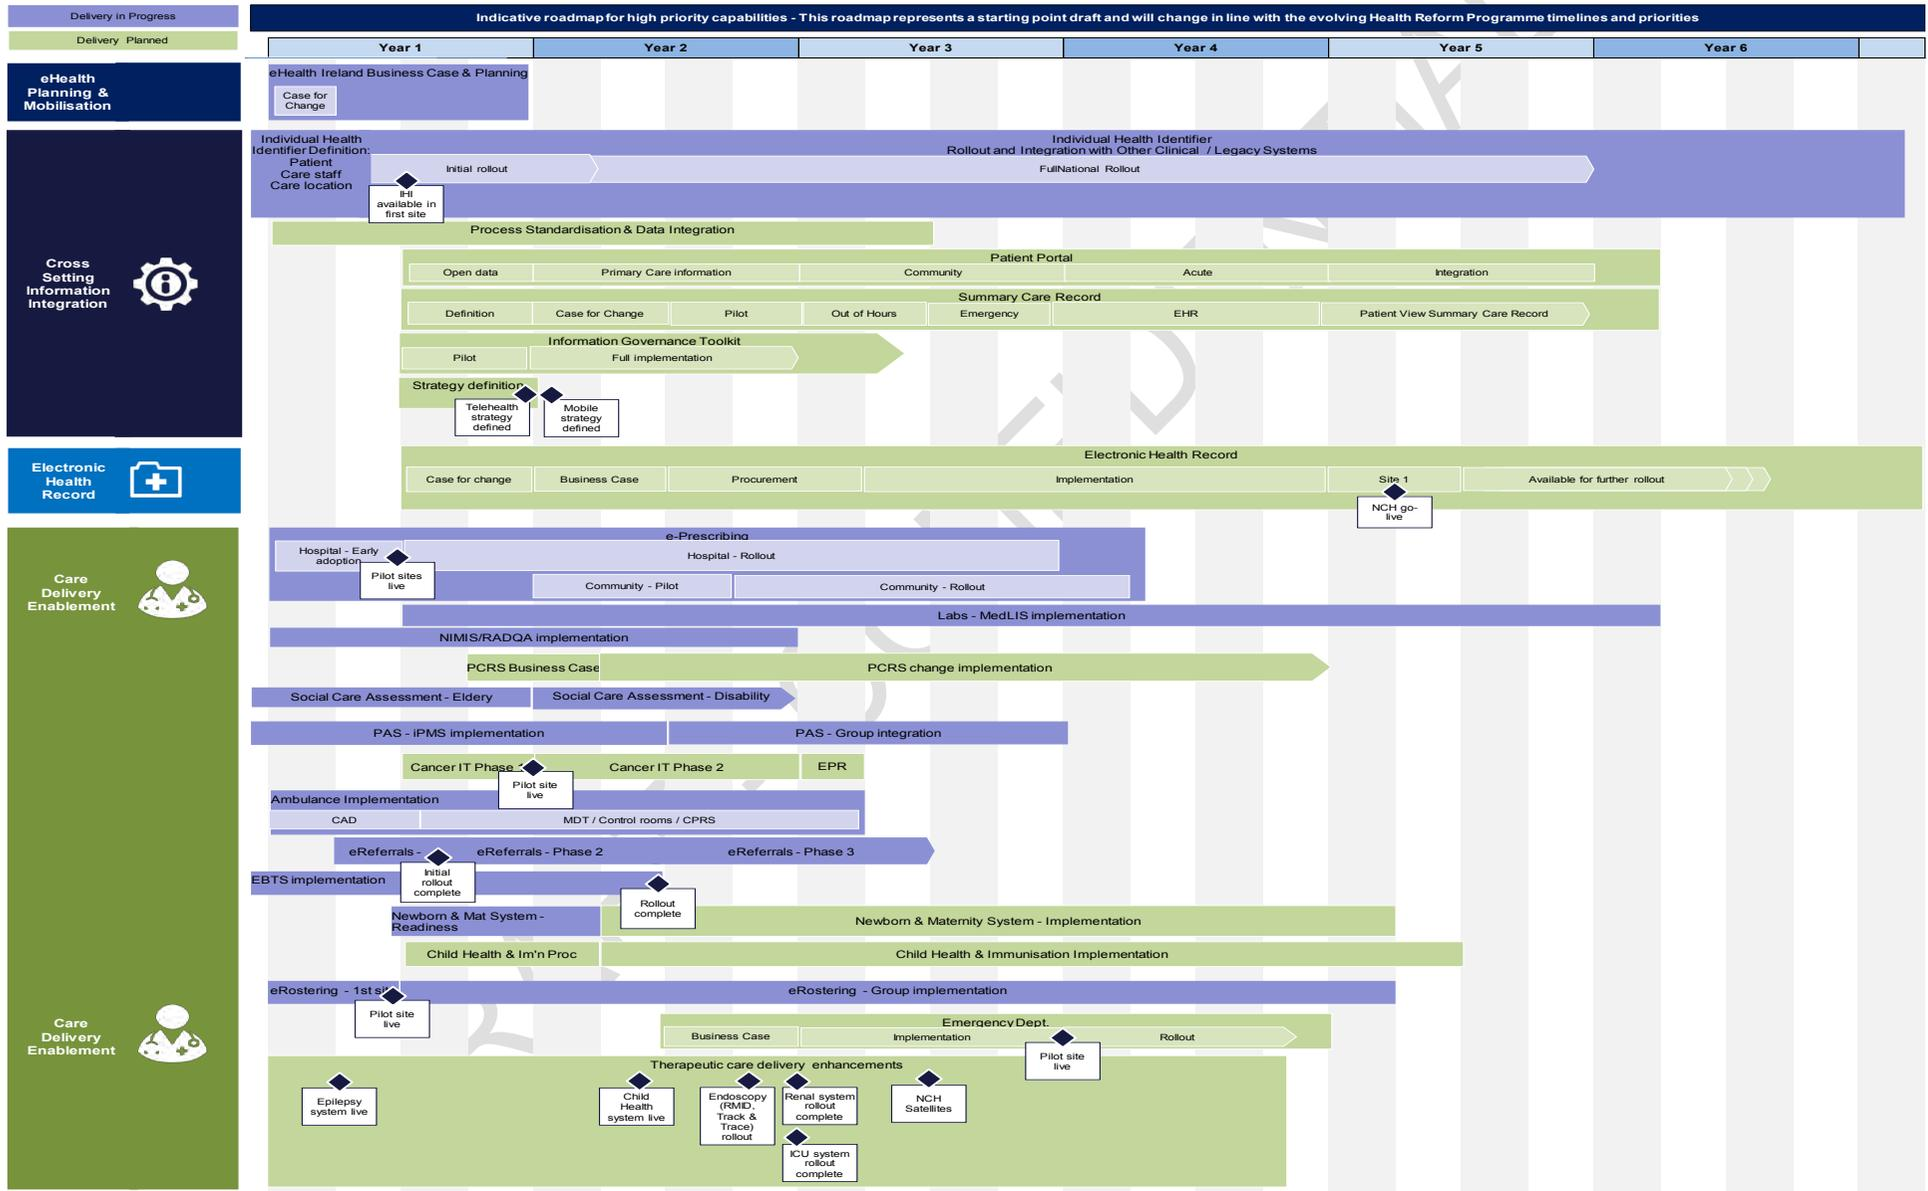 Delivery in Progress
Delivery Planned
Indicative roadmap for high priority capabilities - This roadmap represents a starting point draft and will change in line with the evolving Health Reform Programme timelines and priorities
Year 1
Year 2
Year 3
Year 4
Year 5
Year 6
eHealth
Planning &
Mobilisation
eHealth Ireland Business Case & Planning
Case for
Change
Cross
Setting
Information
Integration
Individual Health
Identifier Definition:
Patient
Care staff
Care location
Individual Health Identifier
Rollout and Integration with Other Clinical / Legacy Systems
Initial rollout
FullNational Rollout
IHI
available in
first site
Process Standardisation & Data Integration
Patient Portal
Open data
Primary Care information
Community
Acute
Integration
Summary Care Record
Definition
Case for Change
Pilot
Out of Hours
Emergency
EHR
Patient View Summary Care Record
Information Governance Toolkit
Pilot
Full implementation
Strategy definition
Telehealth
strategy
defined
Mobile
strategy
defined
Electronic
Health
Record
Electronic Health Record
Case for change
Business Case
Procurement
Implementation
Site 1
Available for further rollout
NCH go-
live
Care
Delivery
Enablement
e-Prescribing
Hospital - Early
adoption
Hospital - Rollout
Pilot sites
live
Community - Pilot
Community - Rollout
Labs - MedLIS implementation
NIMIS/RADQA implementation
PCRS Business Case
PCRS change implementation
Social Care Assessment - Eldery
Social Care Assessment - Disability
PAS - iPMS implementation
PAS - Group integration
Cancer IT Phase
Cancer IT Phase 2
EPR
Pilot site
live
Ambulance Implementation
CAD
MDT / Control rooms / CPRS
eReferrals -
eReferrals - Phase 2
eReferrals - Phase 3
Initial
rollout
complete
EBTS implementation
Rollout
complete
Newborn & Mat System -
Readiness
Newborn & Maternity System - Implementation
Child Health & Im'n Proc
Child Health & Immunisation Implementation
eRostering - 1st sit
eRostering - Group implementation
Pilot site
live
Care
Delivery
Enablement
Emergency Dept.
Business Case
Implementation
Rollout
Pilot site
live
Therapeutic care delivery enhancements
Epilepsy
system live
Child
Health
system live
Endoscopy
(RMID,
Track &
Trace)
rollout
Renal system
rollout
complete
NCH
Satellites
ICU system
rollout
complete